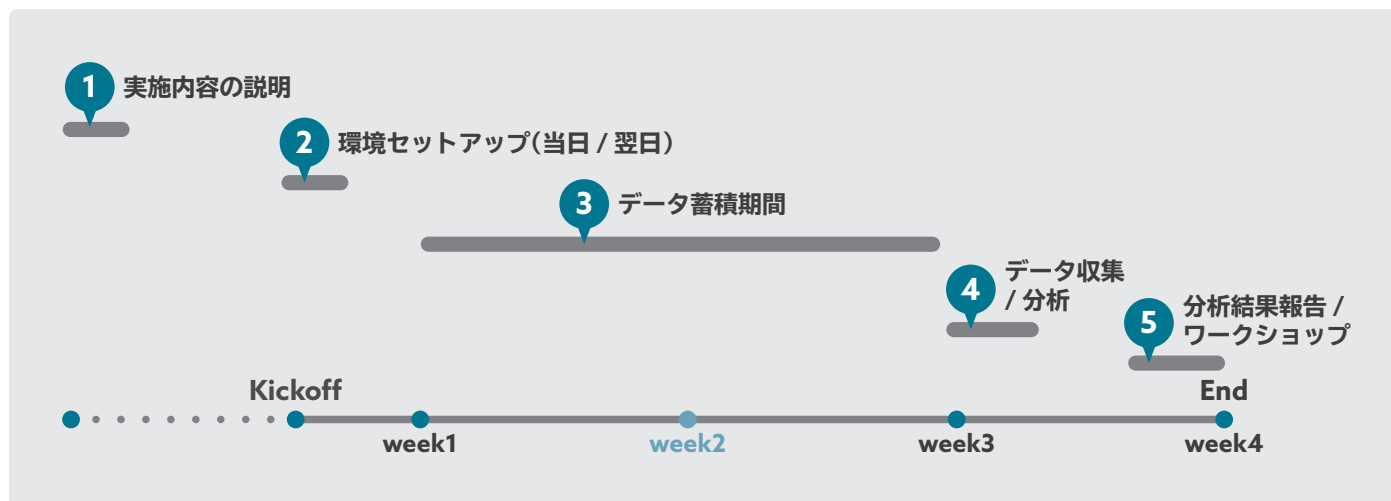 1 実施内容の説明
2 環境セットアップ(当日 / 翌日)
3 データ蓄積期間
4 データ収集
/ 分析
5 分析結果報告 /
ワークショップ
Kickoff
End
week1
week2
week3
week4